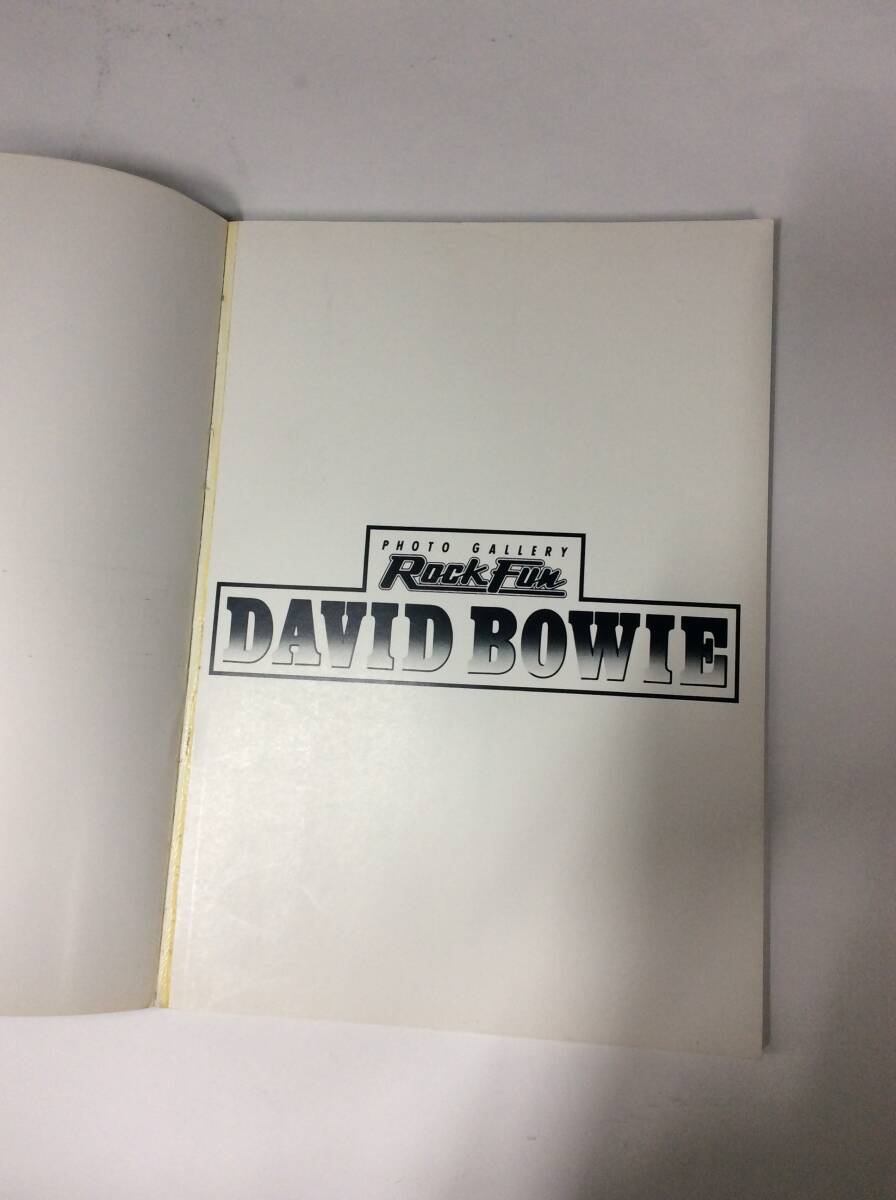 PHOTO GALLERY
Rock Fun
DAVID BOWIE